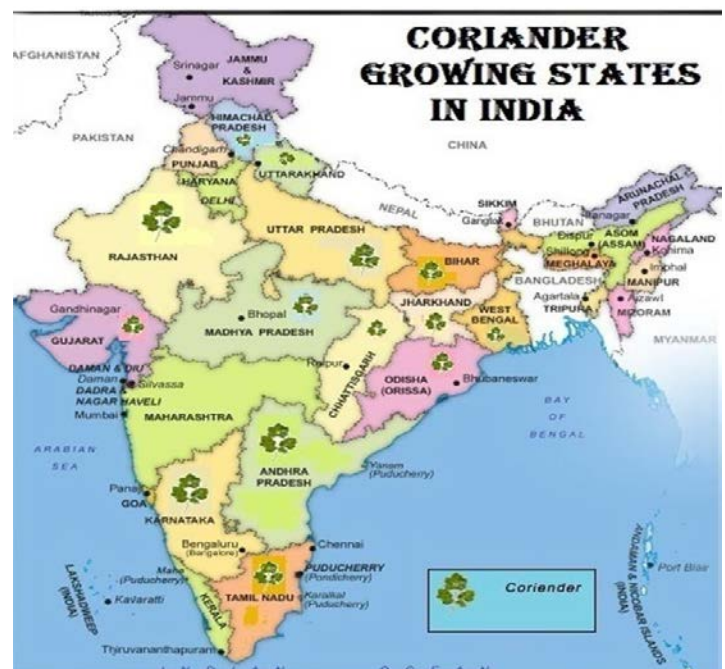 CORIANDER
GROWING STATES
IN INDIA
AFGHANISTAN
JAMMU
&
KASHMIR
Srinagar
Jammu
HIMACHAL
PRADESH
PAKISTAN
CHINA
Chandigarh
PUNJAB
UTTARAKHAND
HARYANA
DELHI
ARUNACHAL
PRADESH
SIKKIM
NEPAL
Gangtok
BHUTAN
Itanagar
RAJASTHAN
UTTAR PRADESH
Dispur
ASOM
(ASSAM)
NAGALAND
Kohima
BIHAR
Shillong
MEGHALAYA
Imphal
MANIPUR
BANGLADESH
Gandhinagar
GUJARAT
Bhopal
MADHYA PRADESH
JHARKHAND
WEST
BENGAL
Agartala
TRIPURA
Aizawl
MIZORAM
MYANMAR
DAMAN & DIU
Daman
Silvassa
DADRA &
NAGAR HAVELI
Mumbai
Raipur
CHHATTISGARH
ODISHA
(ORISSA)
Bhubaneswar
MAHARASHTRA
BAY
OF
BENGAL
ARABIAN
SEA
ANDHRA
PRADESH
Yanam
(Puducherry)
Panaji
GOA
KARNATAKA
Bengaluru
(Bangalore)
Chennai
Mahe
(Puducherry)
PUDUCHERRY
(Pondicherry)
TAMIL NADU
Karaikal
(Puducherry)
KERALA
LAKSHADWEEP
(INDIA)
Kavaratti
Thiruvananthapuram
Coriender
ANDAMAN & NICOBAR ISLANDS
(INDIA)
Port Blair